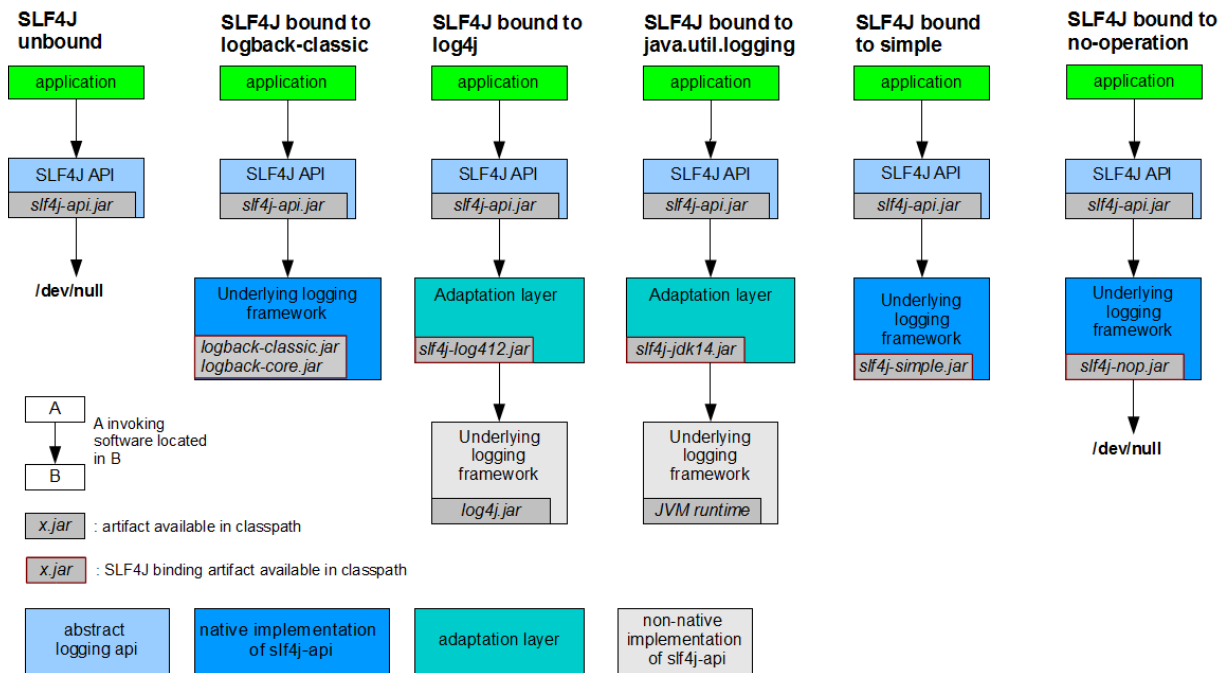 SLF4J
unbound
application
SLF4J API
slf4j-api.jar
/dev/null
SLF4J bound to
logback-classic
application
SLF4J API
slf4j-api.jar
Underlying logging
framework
logback-classic.jar
logback-core.jar
SLF4J bound to
log4j
application
SLF4J API
slf4j-api.jar
Adaptation layer
slf4j-log412.jar
Underlying
logging
framework
log4j.jar
SLF4J bound to
java.util.logging
application
SLF4J API
slf4j-api.jar
Adaptation layer
slf4j-jdk14.jar
Underlying
logging
framework
JVM runtime
SLF4J bound
to simple
application
SLF4J API
slf4j-api.jar
Underlying
logging
framework
slf4j-simple.jar
SLF4J bound to
no-operation
application
SLF4J API
slf4j-api.jar
Underlying
logging
framework
slf4j-nop.jar
/dev/null
A
B
A invoking
software located
in B
x.jar : artifact available in classpath
x.jar : SLF4J binding artifact available in classpath
abstract
logging api
native implementation
of slf4j-api
adaptation layer
non-native
implementation
of slf4j-api